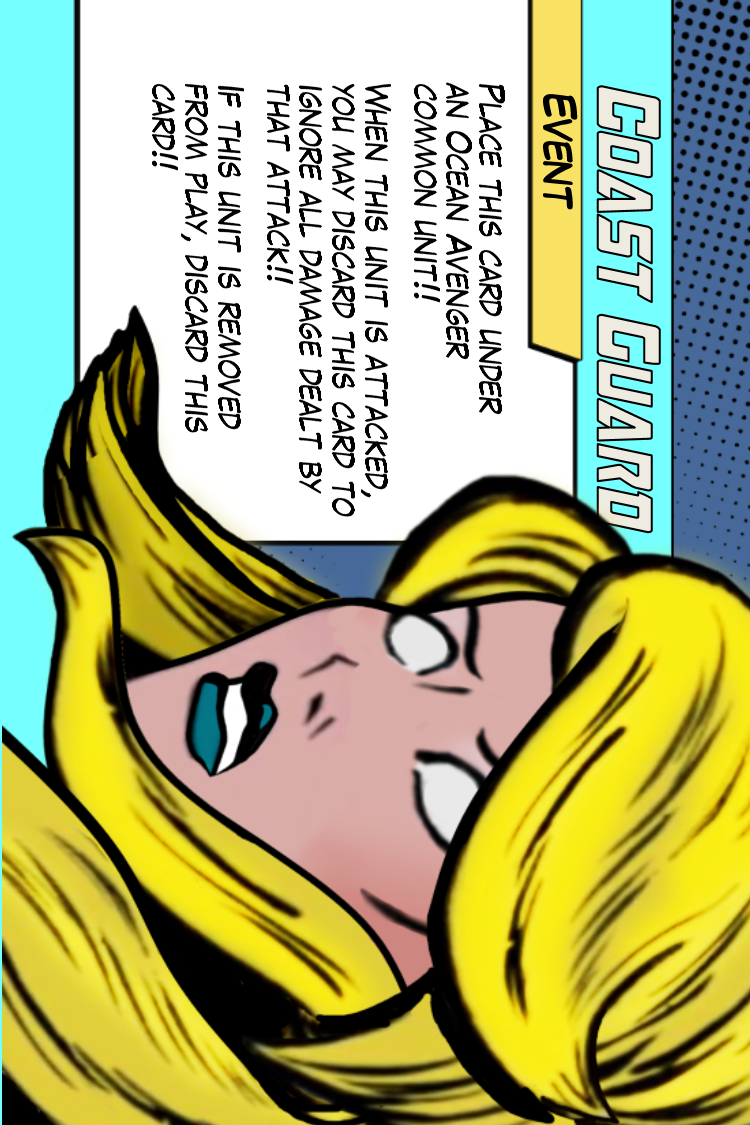 Coast Guard
Event
Place this card under
an Ocean Avenger
common unit!!
When this unit is attacked,
you may discard this card to
ignore all damage dealt by
that attack!!
If this unit is removed
from play, discard this
card!!